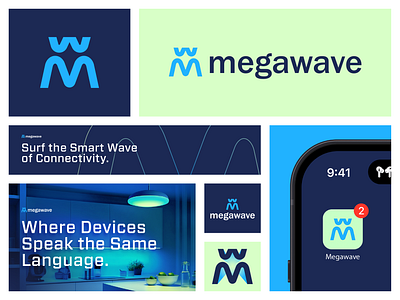 megawave
megawave
Surf the Smart Wave
of Connectivity.
megawave
Where Devices
Speak the Same
Language.
megawave
9:41
2
Megawave